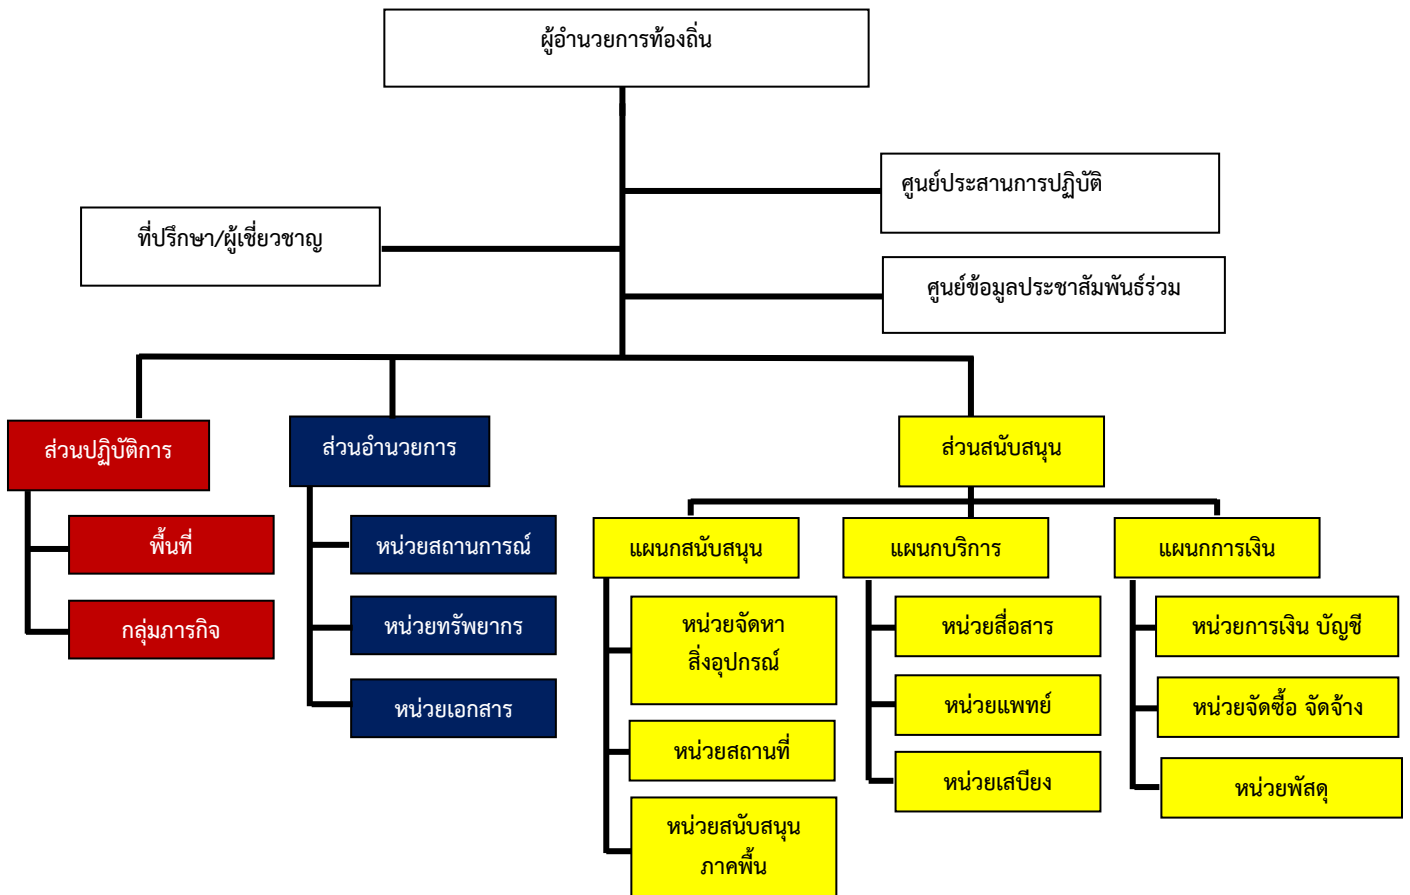 ผู้อำนวยการท้องถิ่น
ศูนย์ประสานการปฏิบัติ
ที่ปรึกษา/ผู้เชี่ยวชาญ
ศูนย์ข้อมูลประชาสัมพันธ์ร่วม
ส่วนปฏิบัติการ
พื้นที่
กลุ่มภารกิจ
ส่วนอำนวยการ
หน่วยสถานการณ์
หน่วยทรัพยากร
หน่วยเอกสาร
ส่วนสนับสนุน
แผนกสนับสนุน
หน่วยจัดหา
สิ่งอุปกรณ์
หน่วยสถานที่
หน่วยสนับสนุน
ภาคพื้น
แผนกบริการ
หน่วยสื่อสาร
หน่วยแพทย์
หน่วยเสบียง
แผนกการเงิน
หน่วยการเงิน บัญชี
หน่วยจัดซื้อ จัดจ้าง
หน่วยพัสดุ